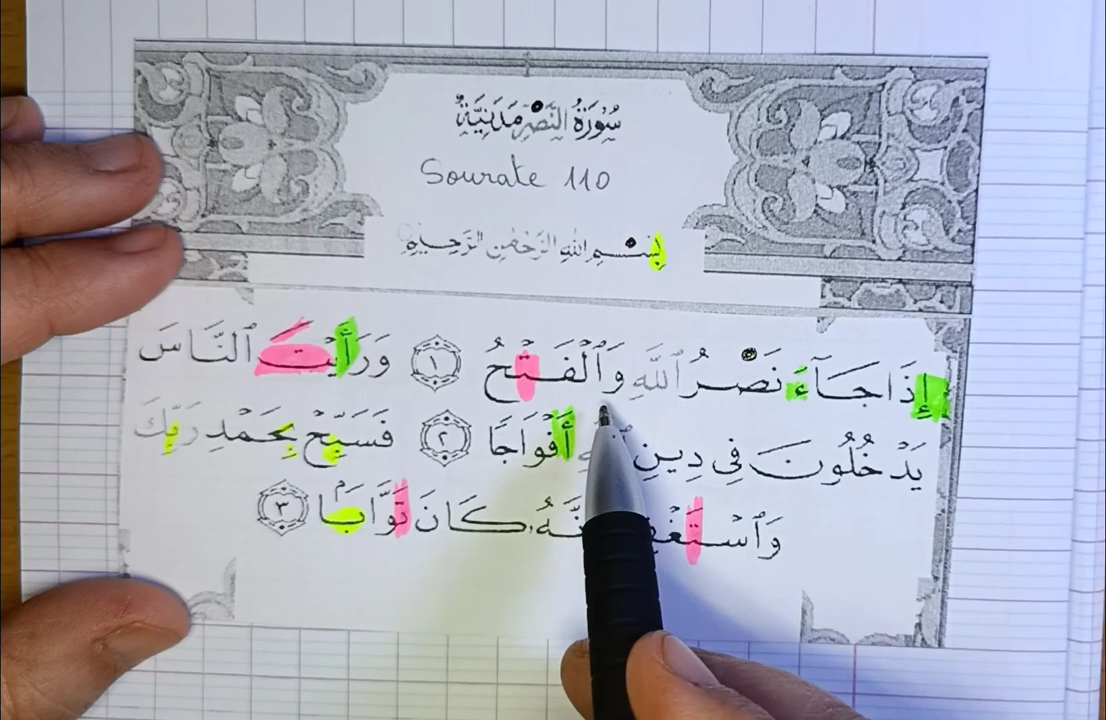 سُورَةُ النَّصْرِ مَدَنِيَّةٌ
Sourate 110
بِسْمِ اللَّهِ الرَّحْمَٰنِ الرَّحِيمِ
إِذَا جَآءَ نَصْرُ ٱللَّهِ وَٱلْفَتْحُ ١ وَرَأَيْتَ ٱلنَّاسَ
يَدْخُلُونَ فِى دِينِ أَفْوَاجًا ٢ فَسَبِّحْ بِحَمْدِ رَبِّكَ
وَٱسْتَغْفِ نَّهُۥ كَانَ تَوَّابًۢا ٣